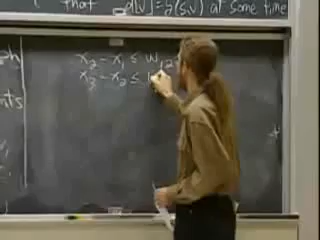 that d[v] = δ(s,v) at some time
x₂ - x₁ ≤ w₁₂
x₃ - x₂ ≤